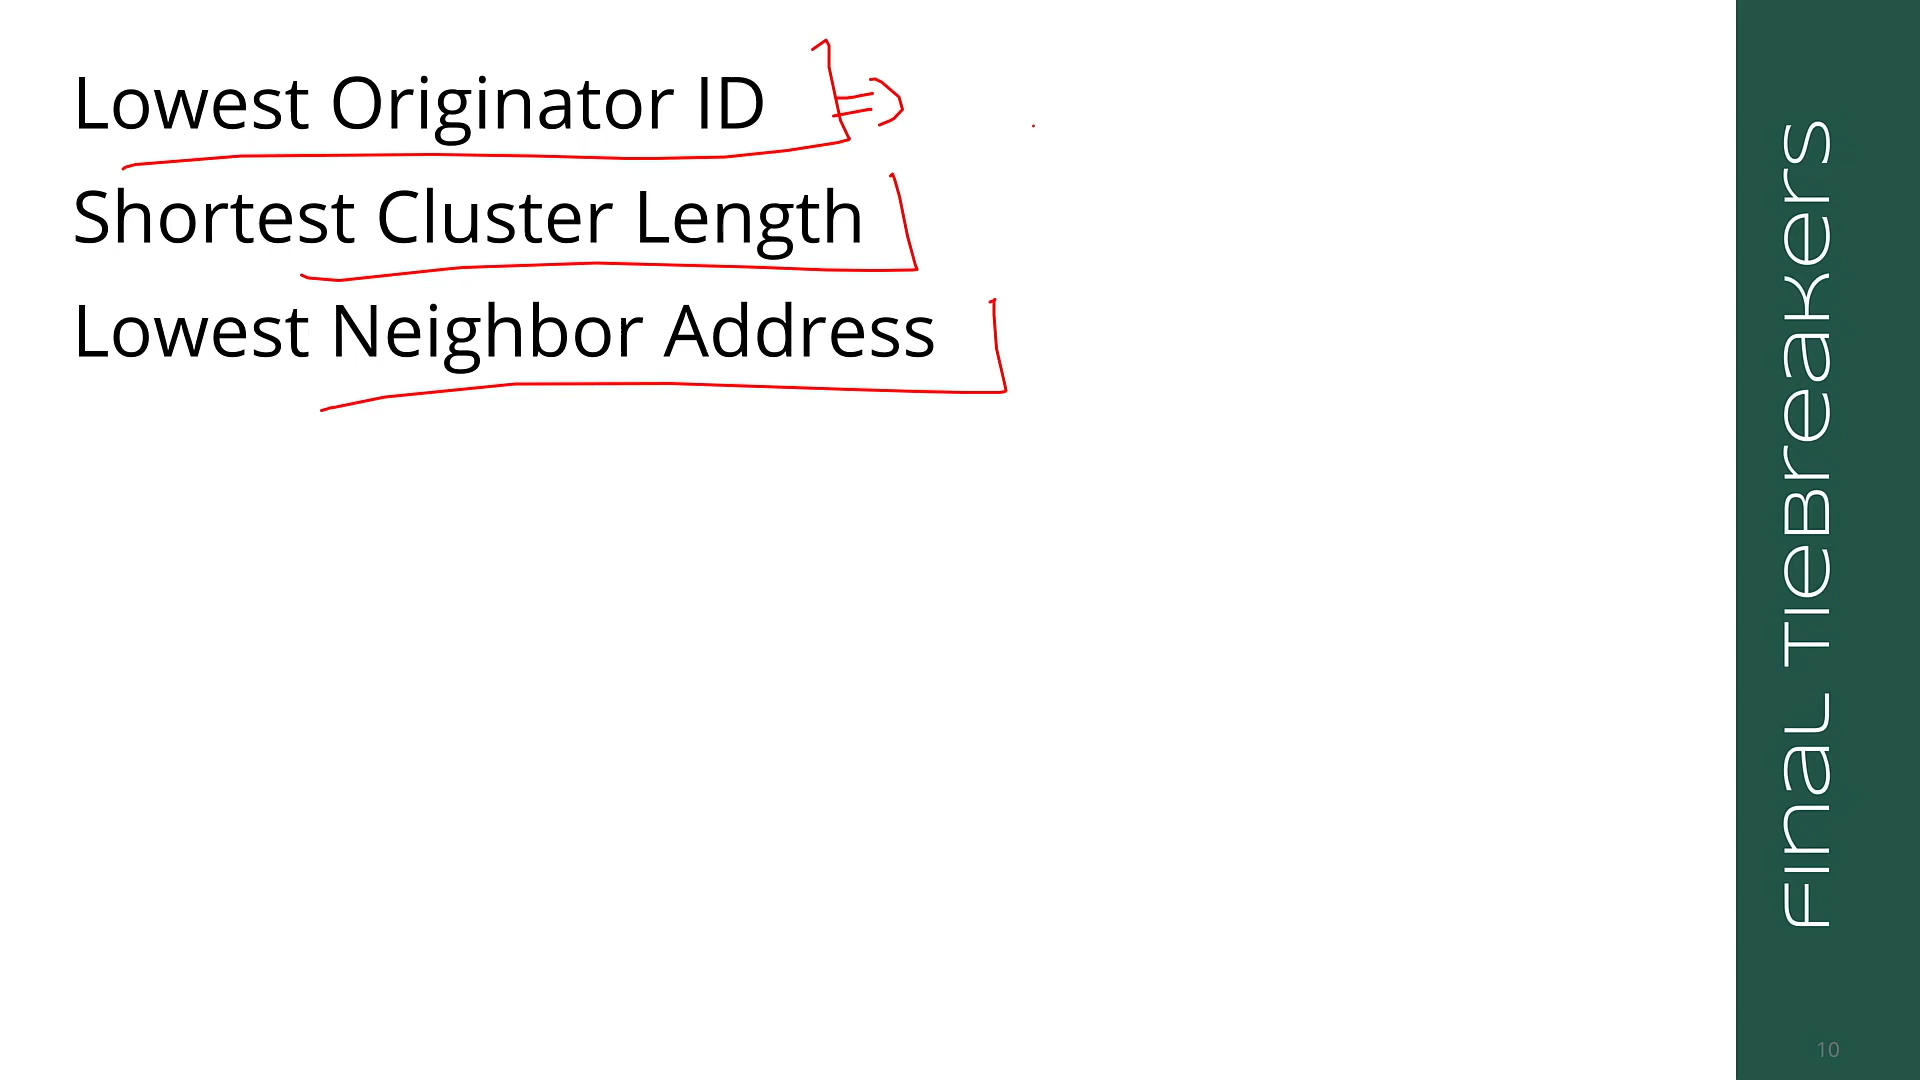 Lowest Originator ID
Shortest Cluster Length
Lowest Neighbor Address
Final Tiebreakers
10